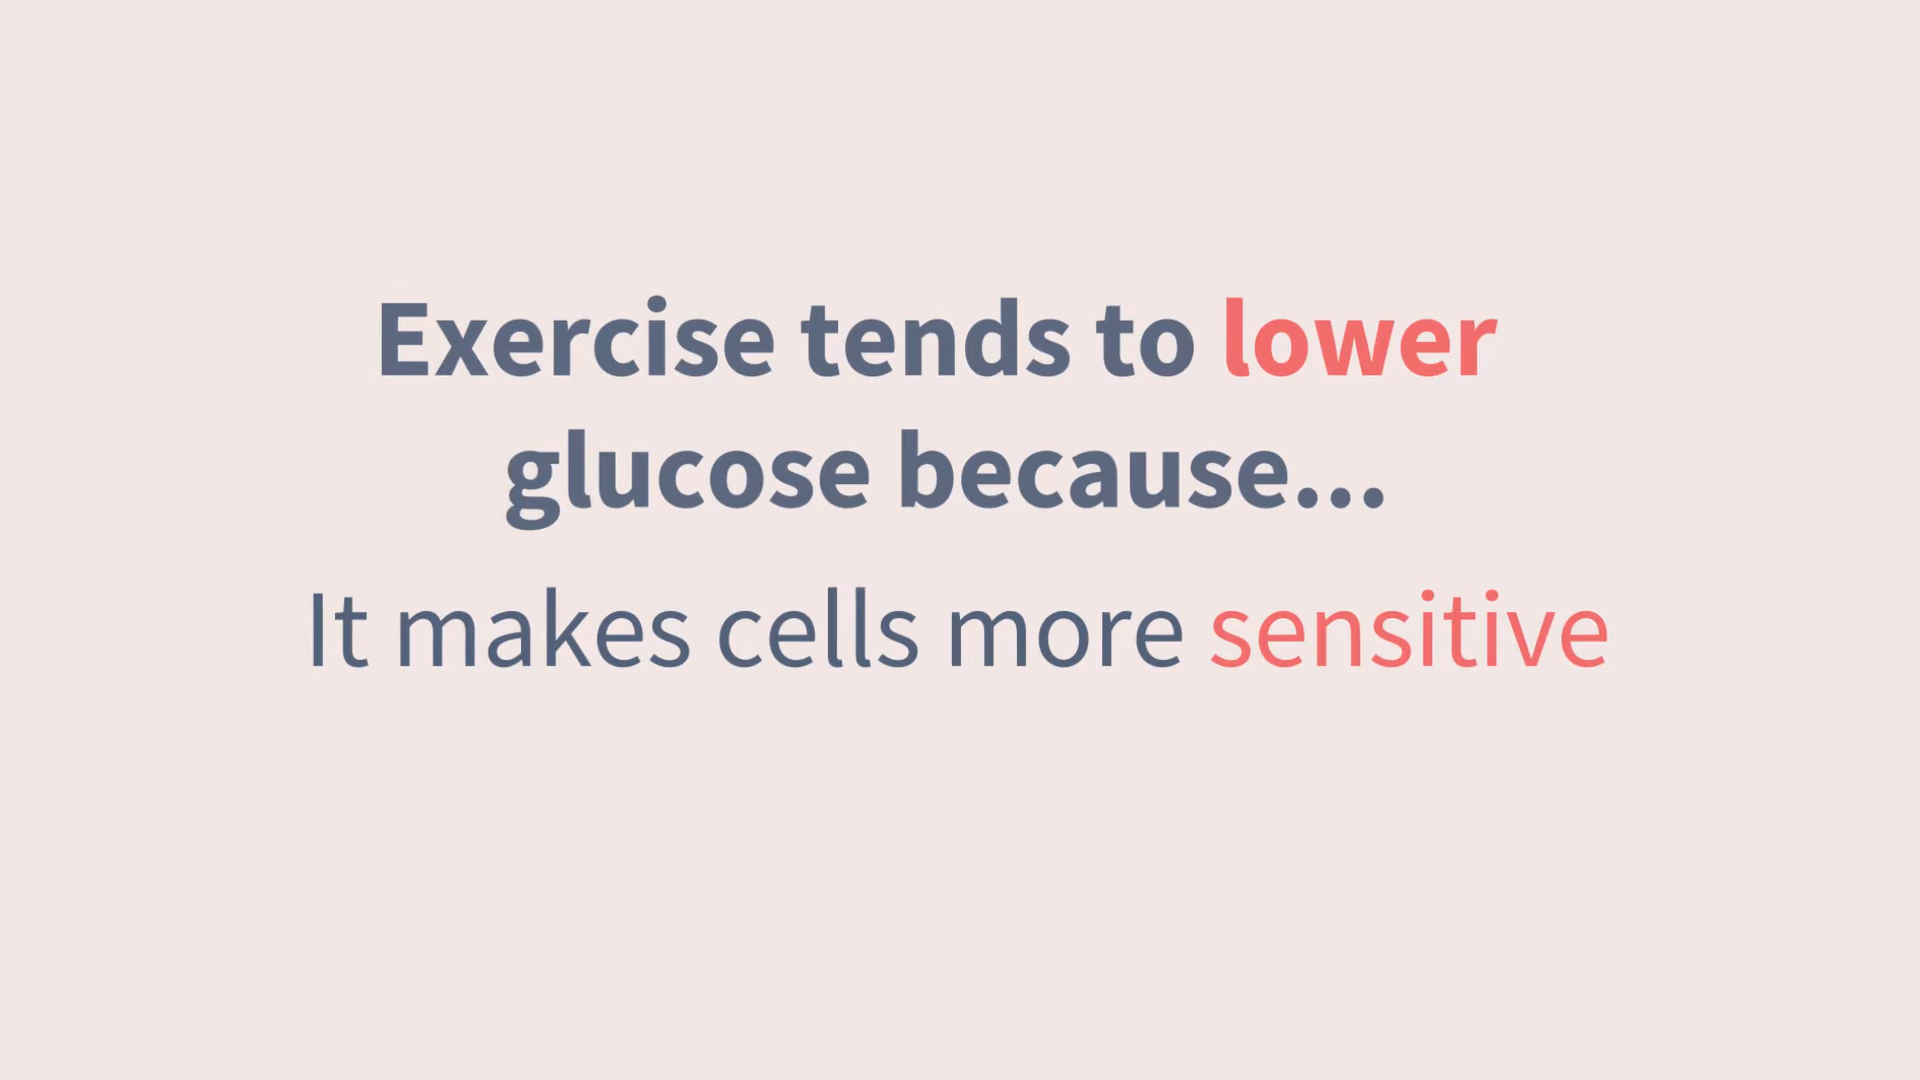 Exercise tends to lower
glucose because...
It makes cells more sensitive